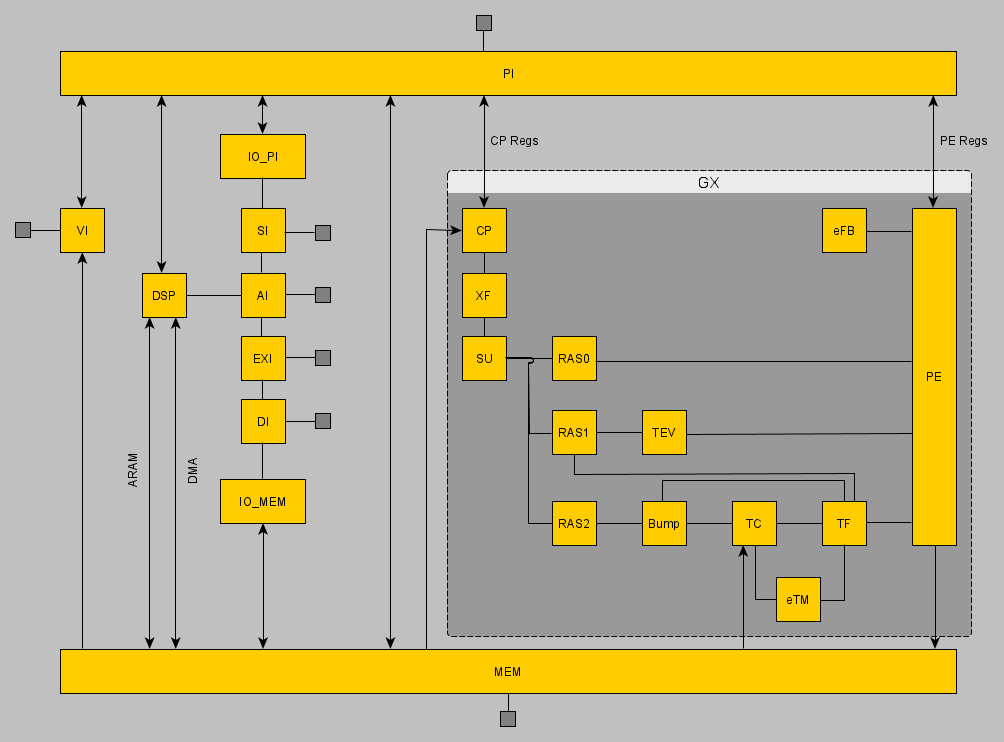 PI
CP Regs
PE Regs
IO_PI
GX
VI
SI
CP
eFB
DSP
AI
XF
EXI
SU
RAS0
PE
DI
RAS1
TEV
ARAM
DMA
IO_MEM
RAS2
Bump
TC
TF
eTM
MEM